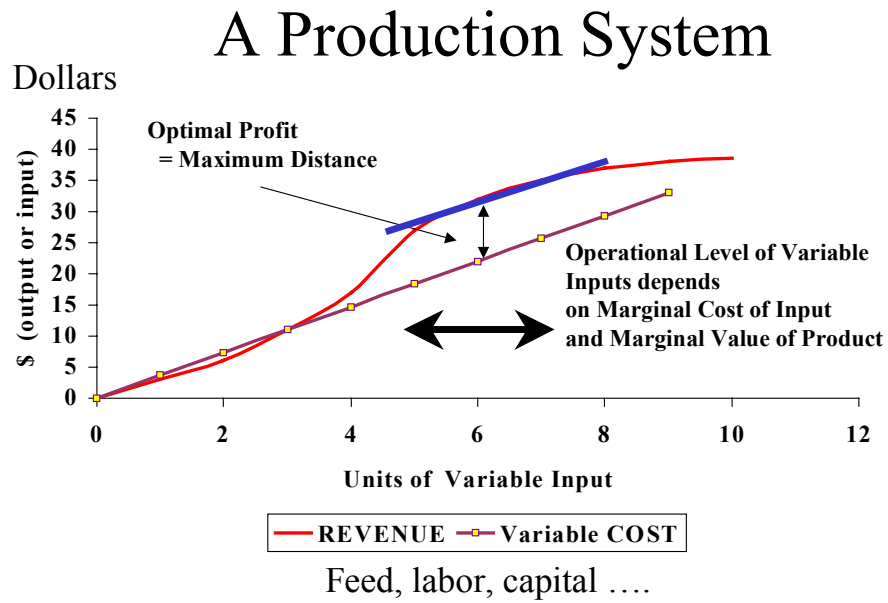 A Production System
Dollars
45
40
35
30
25
20
15
10
5
0
$ (output or input)
Optimal Profit
= Maximum Distance
Operational Level of Variable
Inputs depends
on Marginal Cost of Input
and Marginal Value of Product
0 2 4 6 8 10 12
Units of Variable Input
REVENUE Variable COST
Feed, labor, capital ....